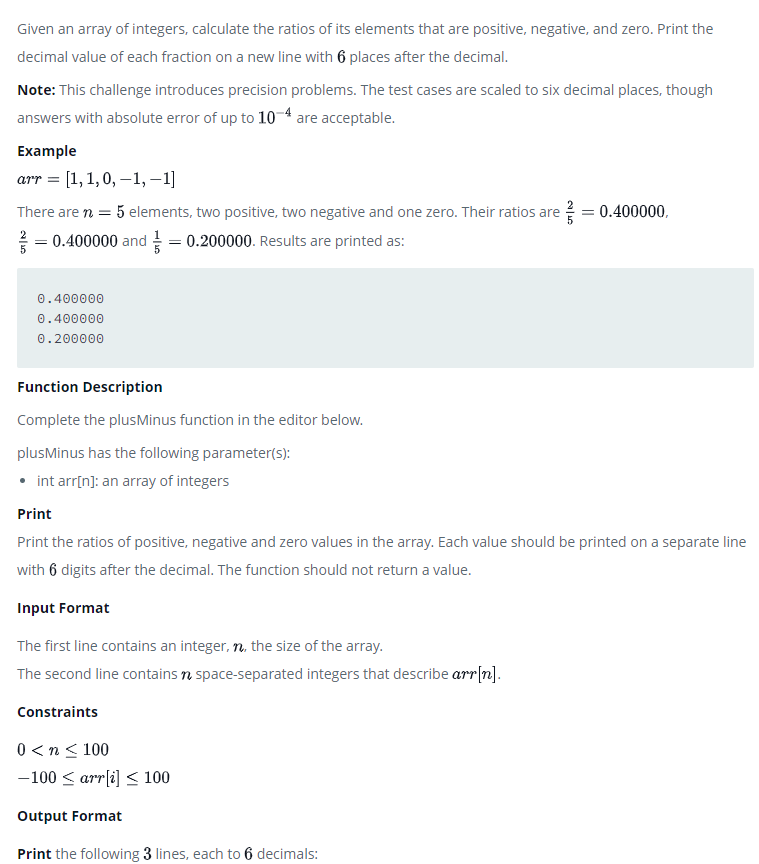 Given an array of integers, calculate the ratios of its elements that are positive, negative, and zero. Print the
decimal value of each fraction on a new line with 6 places after the decimal.
Note: This challenge introduces precision problems. The test cases are scaled to six decimal places, though
answers with absolute error of up to 10⁻⁴ are acceptable.
Example
arr = [1, 1, 0, −1, −1]
There are n = 5 elements, two positive, two negative and one zero. Their ratios are 2/5 = 0.400000,
2/5 = 0.400000 and 1/5 = 0.200000. Results are printed as:
0.400000
0.400000
0.200000
Function Description
Complete the plusMinus function in the editor below.
plusMinus has the following parameter(s):
• int arr[n]: an array of integers
Print
Print the ratios of positive, negative and zero values in the array. Each value should be printed on a separate line
with 6 digits after the decimal. The function should not return a value.
Input Format
The first line contains an integer, n, the size of the array.
The second line contains n space-separated integers that describe arr[n].
Constraints
0 < n ≤ 100
−100 ≤ arr[i] ≤ 100
Output Format
Print the following 3 lines, each to 6 decimals: